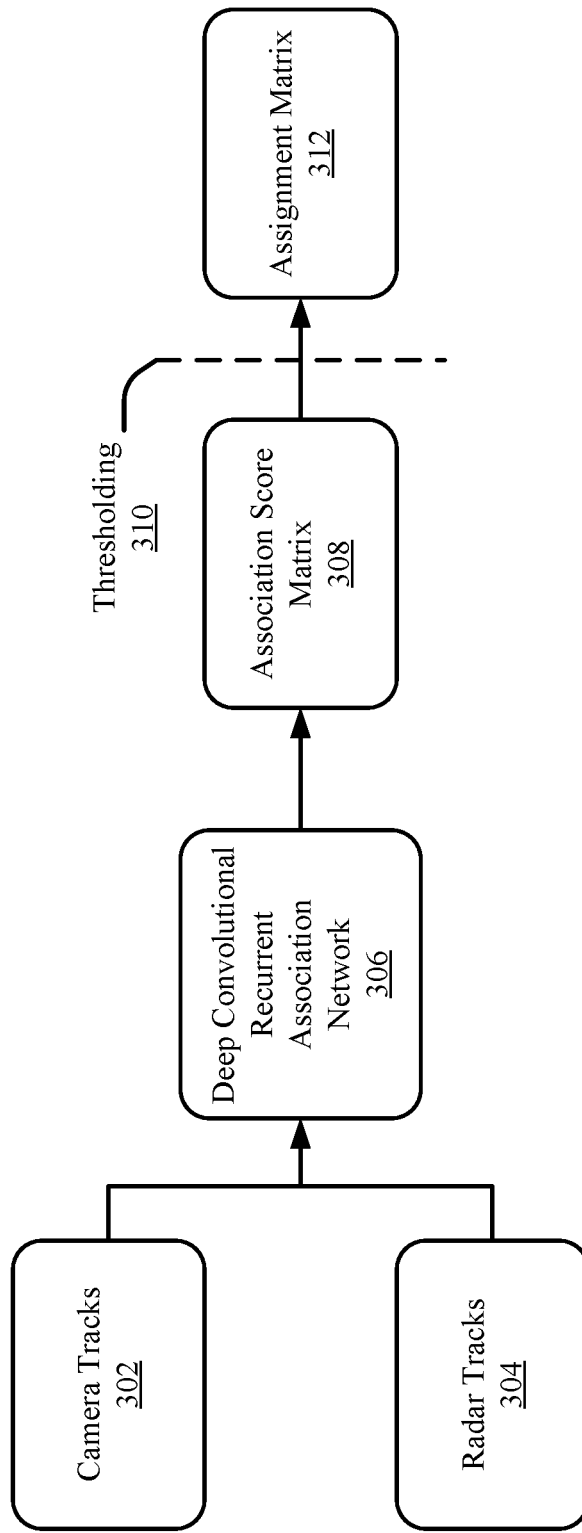 Camera Tracks
302
Radar Tracks
304
Deep Convolutional
Recurrent
Association
Network
306
Association Score
Matrix
308
Thresholding
310
Assignment Matrix
312